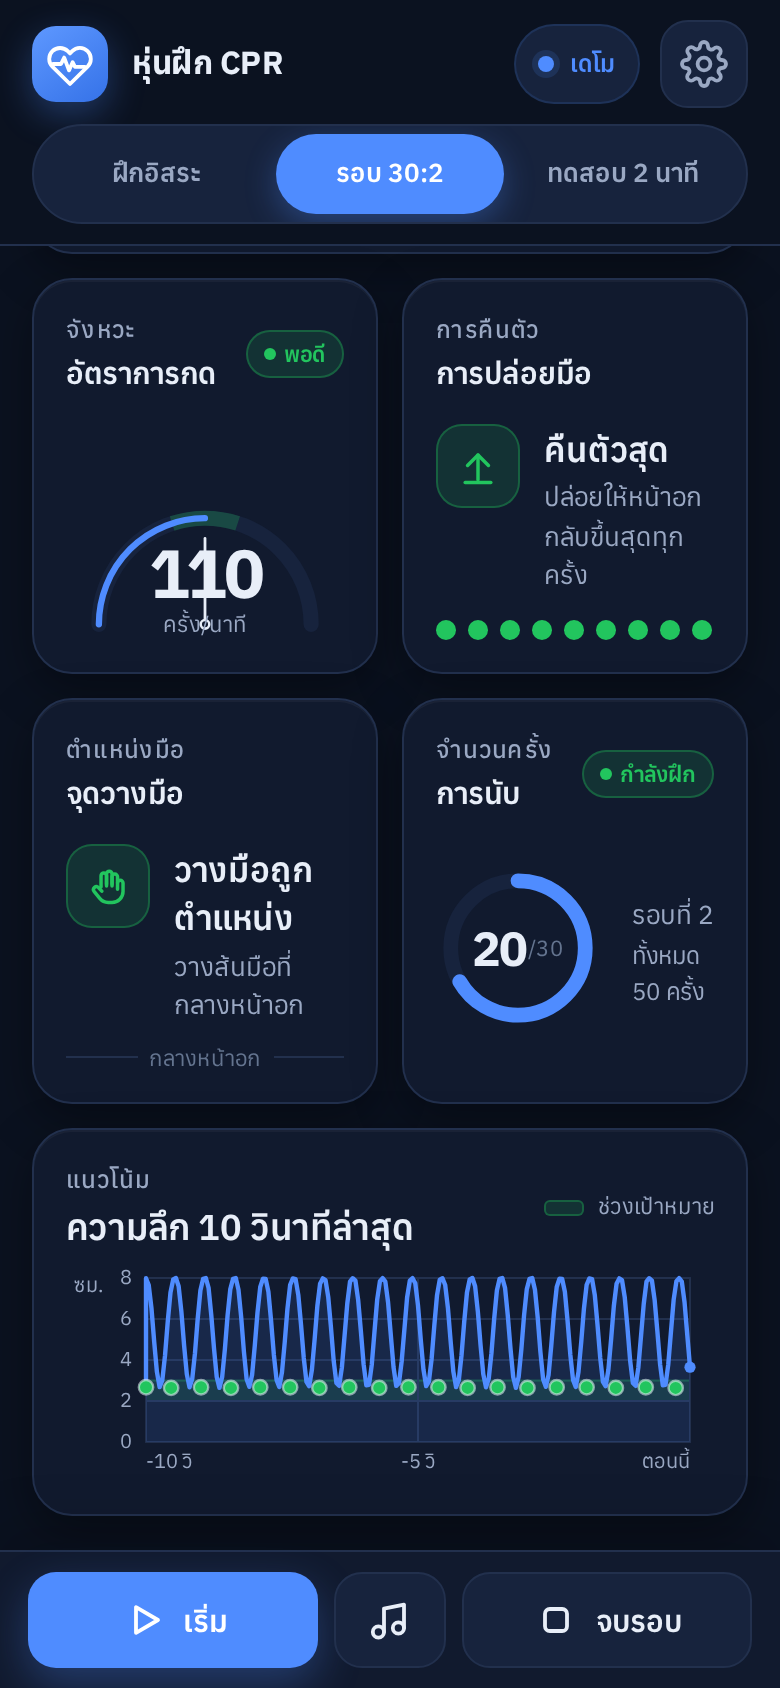 หุ่นฝึก CPR
เดโม
ฝึกอิสระ
รอบ 30:2
ทดสอบ 2 นาที
จังหวะ
อัตราการกด
พอดี
110
ครั้ง/นาที
การคืนตัว
การปล่อยมือ
คืนตัวสุด
ปล่อยให้หน้าอก
กลับขึ้นสุดทุก
ครั้ง
ตำแหน่งมือ
จุดวางมือ
วางมือถูก
ตำแหน่ง
วางส้นมือที่
กลางหน้าอก
กลางหน้าอก
จำนวนครั้ง
การนับ
กำลังฝึก
20/30
รอบที่ 2
ทั้งหมด
50 ครั้ง
แนวโน้ม
ความลึก 10 วินาทีล่าสุด
ช่วงเป้าหมาย
ซม.
8
6
4
2
0
-10 วิ
-5 วิ
ตอนนี้
เริ่ม
จบรอบ